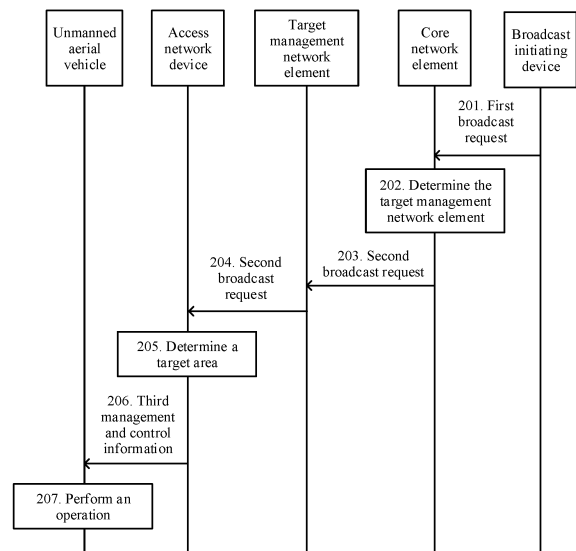 Unmanned
aerial
vehicle
Access
network
device
Target
management
network
element
Core
network
element
Broadcast
initiating
device
201. First
broadcast
request
202. Determine the
target management
network element
203. Second
broadcast request
204. Second
broadcast
request
205. Determine a
target area
206. Third
management
and control
information
207. Perform an
operation